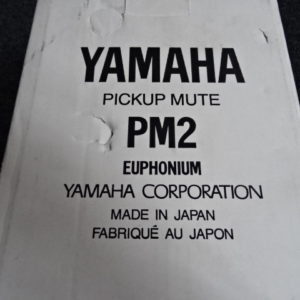 YAMAHA
PICKUP MUTE
PM2
EUPHONIUM
YAMAHA CORPORATION
MADE IN JAPAN
FABRIQUÉ AU JAPON